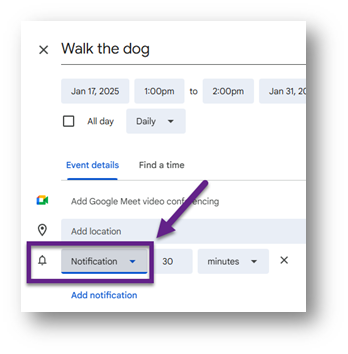 Walk the dog
Jan 17, 2025 1:00pm to 2:00pm Jan 31, 20
All day Daily
Event details Find a time
Add Google Meet video conferencing
Add location
Notification 30 minutes
Add notification